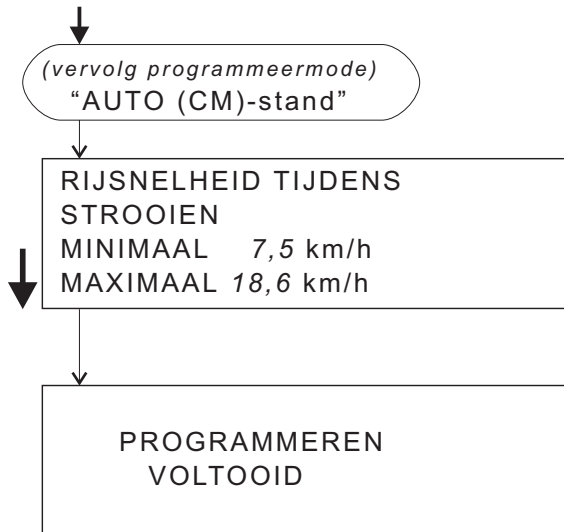 (vervolg programmeermode)
“AUTO (CM)-stand”
RIJSNELHEID TIJDENS
STROOIEN
MINIMAAL 7,5 km/h
MAXIMAAL 18,6 km/h
PROGRAMMEREN
VOLTOOID